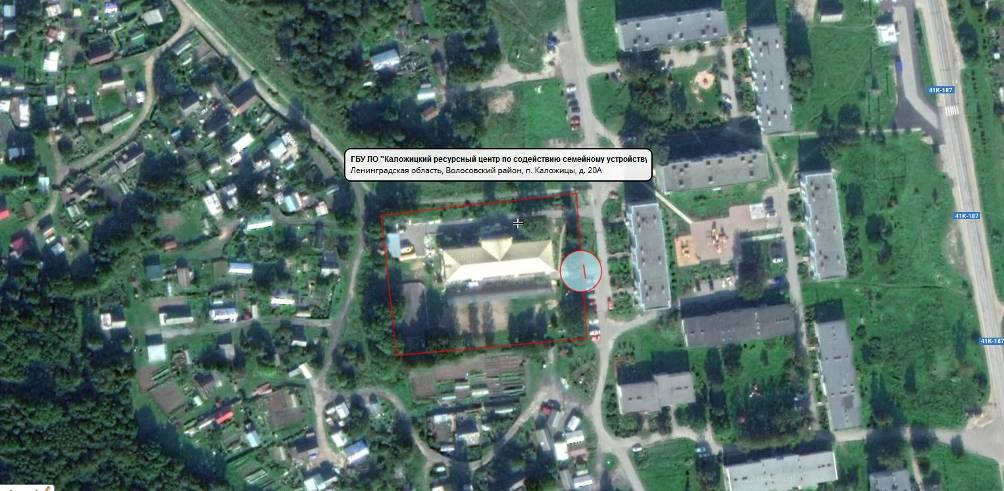 41К-187
ГБУ ЛО "Каложицкий ресурсный центр по содействию семейному устройству
Ленинградская область, Волосовский район, п. Каложицы, д. 20А
41К-187
41К-187